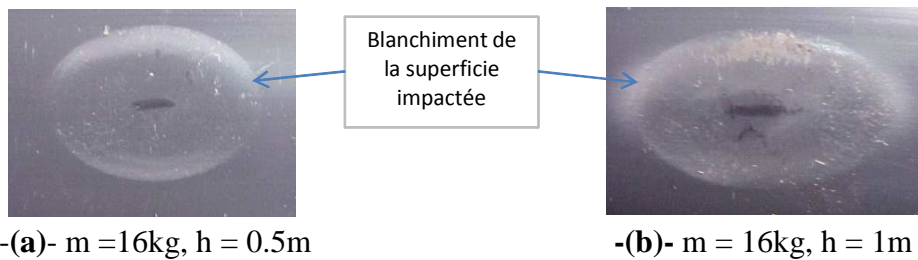 Blanchiment de
la superficie
impactée
-(a)- m =16kg, h = 0.5m
-(b)- m = 16kg, h = 1m